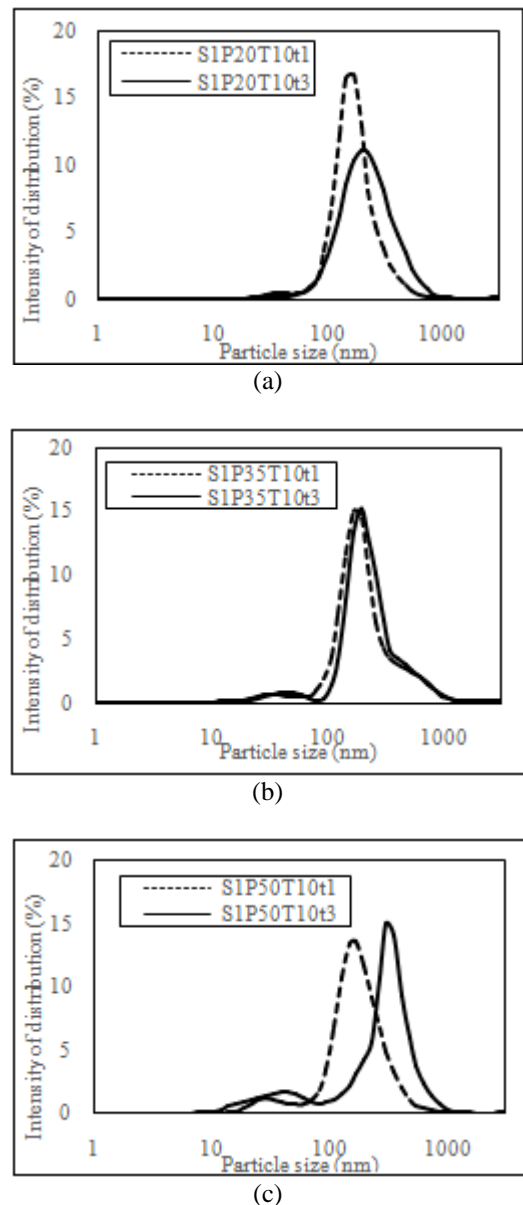 20
15
10
5
0
Intensity of distribution (%)
S1P20T10t1
S1P20T10t3
1 10 100 1000
Particle size (nm)
(a)
20
15
10
5
0
Intensity of distribution (%)
S1P35T10t1
S1P35T10t3
1 10 100 1000
Particle size (nm)
(b)
20
15
10
5
0
Intensity of distribution (%)
S1P50T10t1
S1P50T10t3
1 10 100 1000
Particle size (nm)
(c)